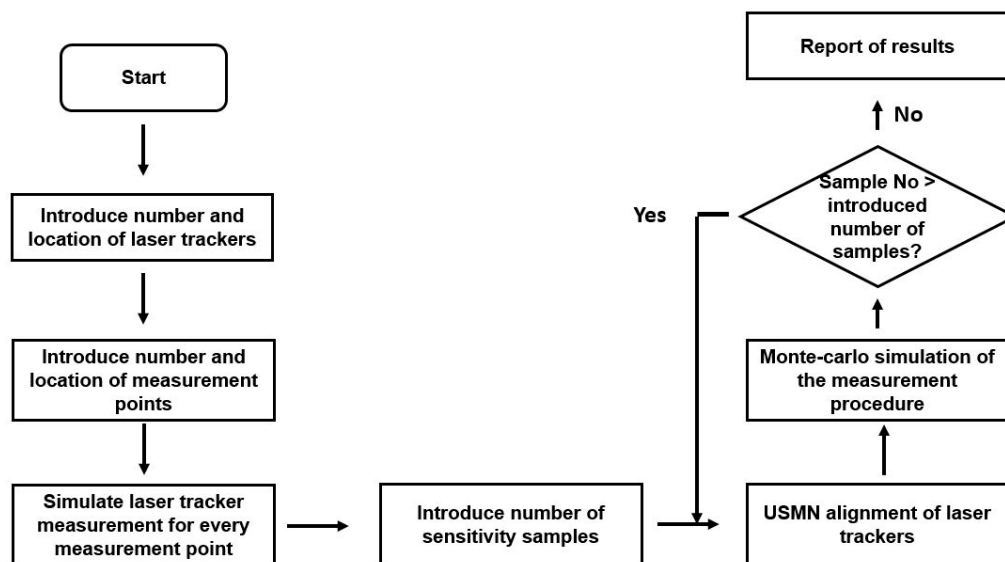 Start
Introduce number and
location of laser trackers
Introduce number and
location of measurement
points
Simulate laser tracker
measurement for every
measurement point
Introduce number of
sensitivity samples
USMN alignment of laser
trackers
Monte-carlo simulation of
the measurement
procedure
Sample No >
introduced
number of
samples?
Yes
No
Report of results